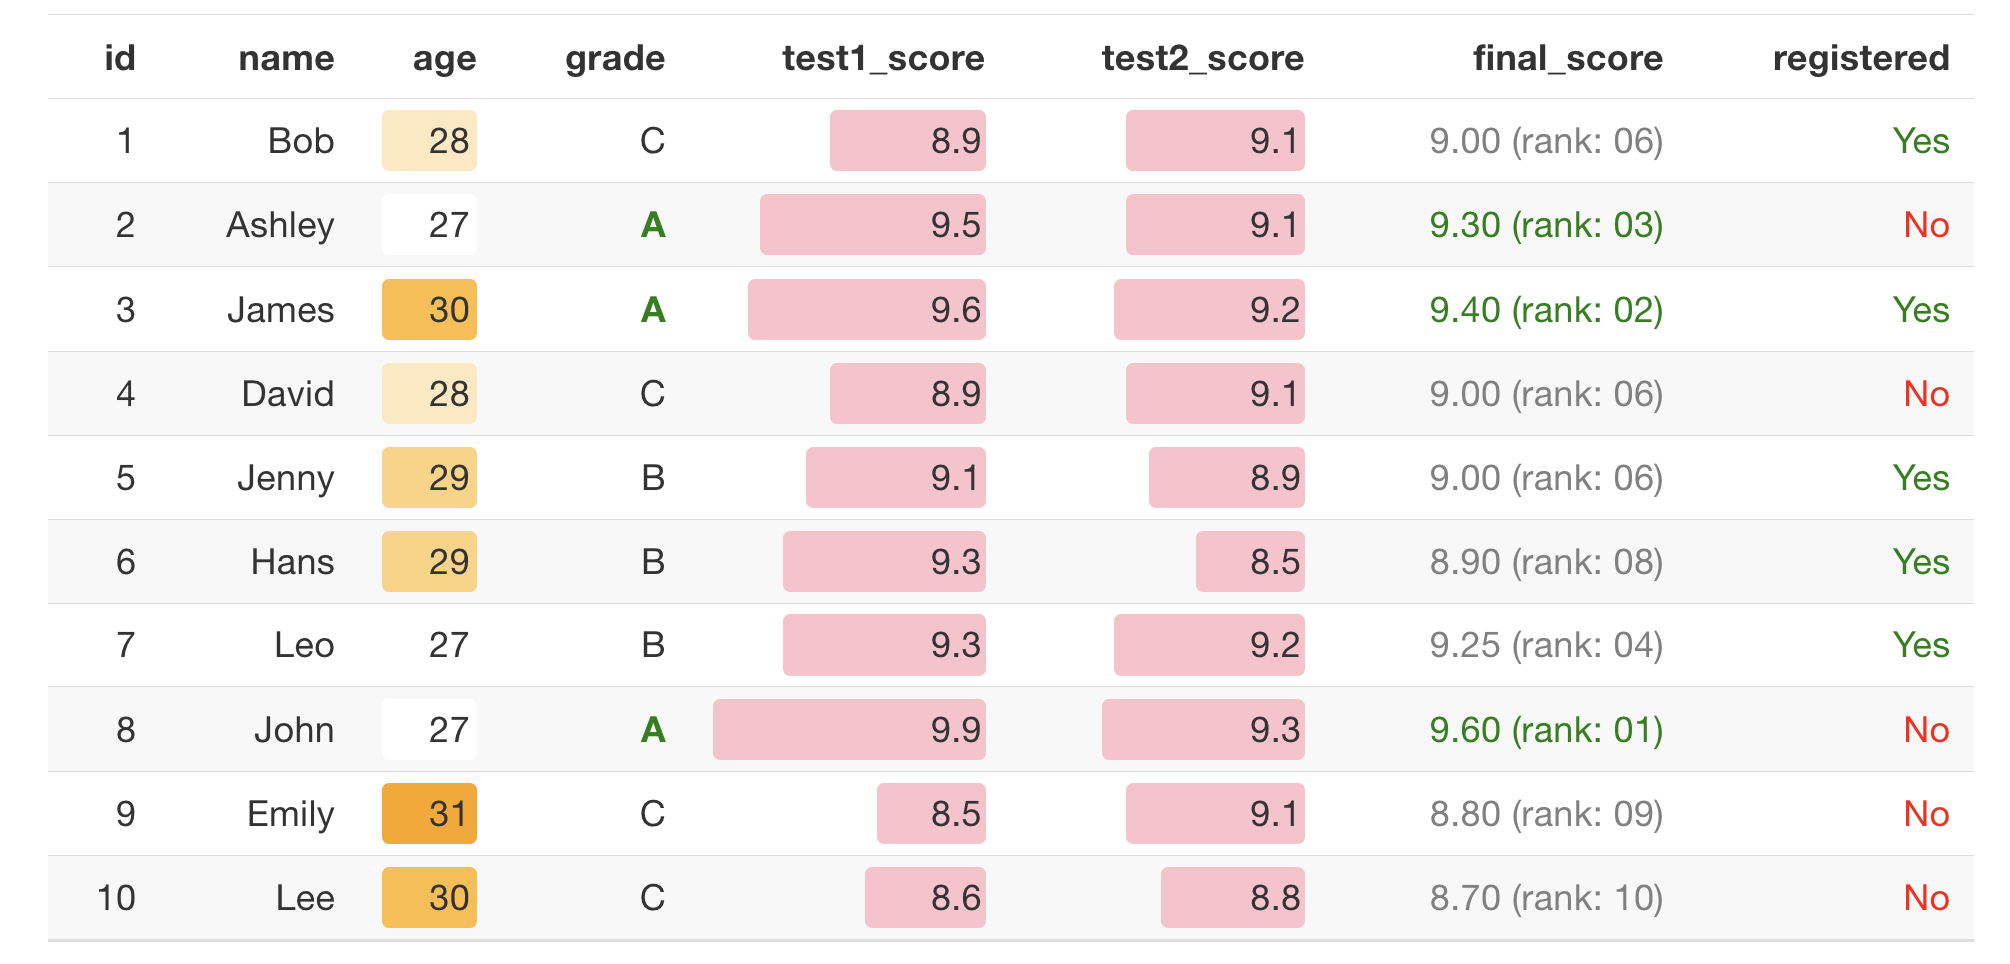 id name age grade test1_score test2_score final_score registered
1 Bob 28 C 8.9 9.1 9.00 (rank: 06) Yes
2 Ashley 27 A 9.5 9.1 9.30 (rank: 03) No
3 James 30 A 9.6 9.2 9.40 (rank: 02) Yes
4 David 28 C 8.9 9.1 9.00 (rank: 06) No
5 Jenny 29 B 9.1 8.9 9.00 (rank: 06) Yes
6 Hans 29 B 9.3 8.5 8.90 (rank: 08) Yes
7 Leo 27 B 9.3 9.2 9.25 (rank: 04) Yes
8 John 27 A 9.9 9.3 9.60 (rank: 01) No
9 Emily 31 C 8.5 9.1 8.80 (rank: 09) No
10 Lee 30 C 8.6 8.8 8.70 (rank: 10) No